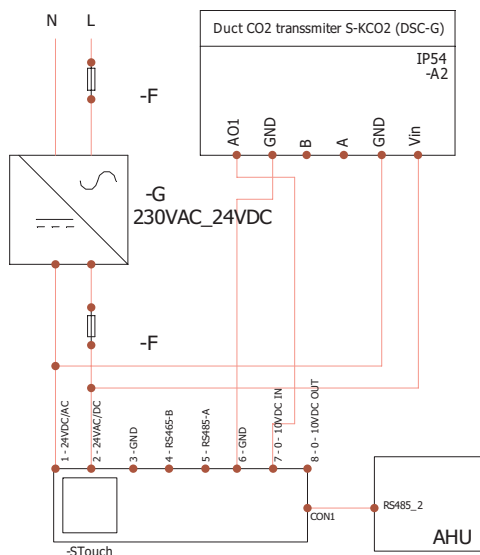 N
L
Duct CO2 transsmiter S-KCO2 (DSC-G)
IP54
-A2
-F
AO1
GND
B
A
GND
Vin
-G
230VAC_24VDC
-F
1 - 24VDC/AC
2 - 24VAC/DC
3 - GND
4 - RS465-B
5 - RS485-A
6 - GND
7 - 0 - 10VDC IN
8 - 0 - 10VDC OUT
CON1
RS485_2
AHU
-STouch